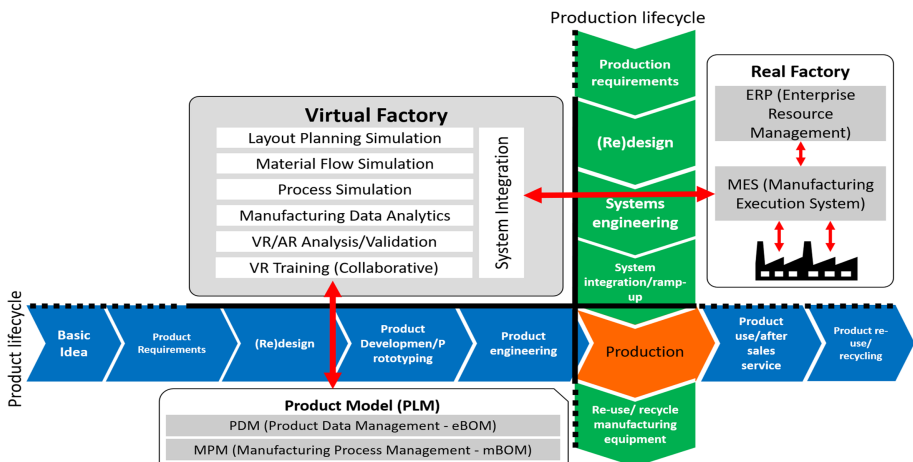 Production lifecycle
Production
requirements
(Re)design
Systems
engineering
System
integration/ramp-
up
Real Factory
ERP (Enterprise
Resource
Management)
MES (Manufacturing
Execution System)
Virtual Factory
Layout Planning Simulation
Material Flow Simulation
Process Simulation
Manufacturing Data Analytics
VR/AR Analysis/Validation
VR Training (Collaborative)
System Integration
Product lifecycle
Basic
Idea
Product
Requirements
(Re)design
Product
Developmen/P
rototyping
Product
engineering
Production
Product
use/after
sales
service
Product re-
use/
recycling
Re-use/ recycle
manufacturing
equipment
Product Model (PLM)
PDM (Product Data Management - eBOM)
MPM (Manufacturing Process Management - mBOM)